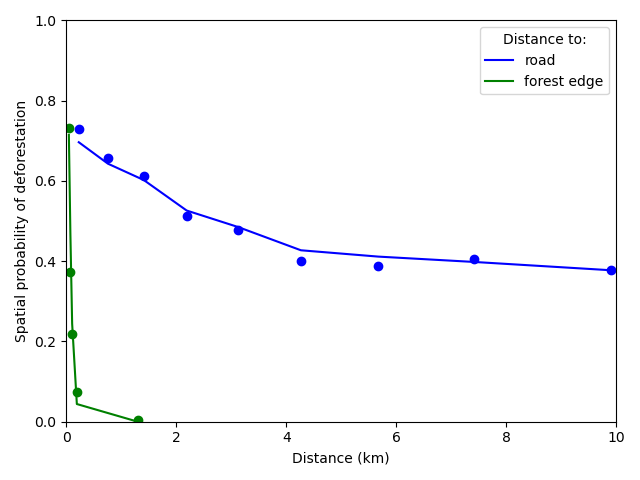 1.0
0.8
0.6
0.4
0.2
0.0
Spatial probability of deforestation
Distance to:
road
forest edge
0 2 4 6 8 10
Distance (km)